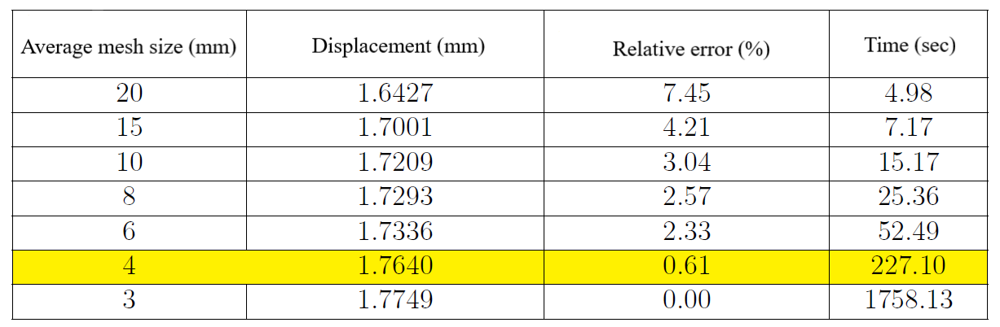 Average mesh size (mm) Displacement (mm) Relative error (%) Time (sec)
20 1.6427 7.45 4.98
15 1.7001 4.21 7.17
10 1.7209 3.04 15.17
8 1.7293 2.57 25.36
6 1.7336 2.33 52.49
4 1.7640 0.61 227.10
3 1.7749 0.00 1758.13